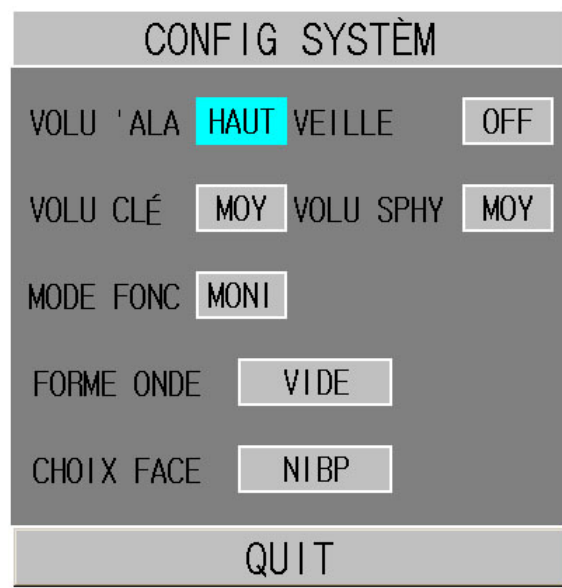 CONFIG SYSTÈM
VOLU 'ALA HAUT VEILLE OFF
VOLU CLÉ MOY VOLU SPHY MOY
MODE FONC MONI
FORME ONDE VIDE
CHOIX FACE NIBP
QUIT